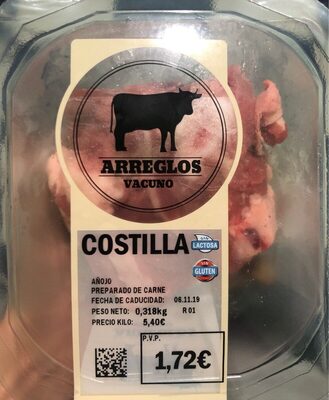 ARREGLOS
VACUNO
COSTILLA
SIN LACTOSA
SIN GLUTEN
AÑOJO
PREPARADO DE CARNE
FECHA DE CADUCIDAD: 06.11.19
PESO NETO: 0,318kg R 01
PRECIO KILO: 5,40€
P.V.P.
1,72€